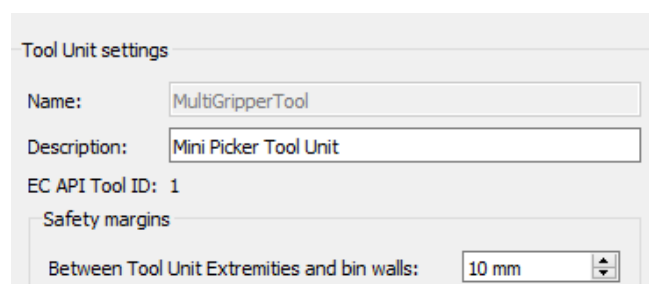 Tool Unit settings
Name: MultiGripperTool
Description: Mini Picker Tool Unit
EC API Tool ID: 1
Safety margins
Between Tool Unit Extremities and bin walls: 10 mm